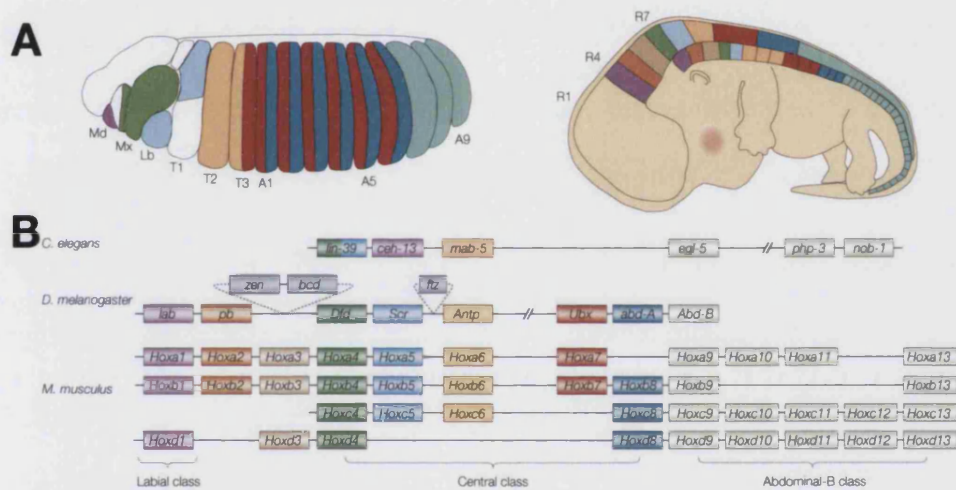 A
R7
R4
R1
Md
Mx
Lb
T1
T2
T3
A1
A5
A9
B
C. elegans
lin-39 ceh-13 mab-5 egl-5 php-3 nob-1
zen bcd ftz
D. melanogaster
lab pb Dfd Scr Antp Ubx abd-A Abd-B
Hoxa1 Hoxa2 Hoxa3 Hoxa4 Hoxa5 Hoxa6 Hoxa7 Hoxa9 Hoxa10 Hoxa11 Hoxa13
M. musculus
Hoxb1 Hoxb2 Hoxb3 Hoxb4 Hoxb5 Hoxb6 Hoxb7 Hoxb8 Hoxb9 Hoxb13
Hoxc4 Hoxc5 Hoxc6 Hoxc8 Hoxc9 Hoxc10 Hoxc11 Hoxc12 Hoxc13
Hoxd1 Hoxd3 Hoxd4 Hoxd8 Hoxd9 Hoxd10 Hoxd11 Hoxd12 Hoxd13
Labial class Central class Abdominal-B class